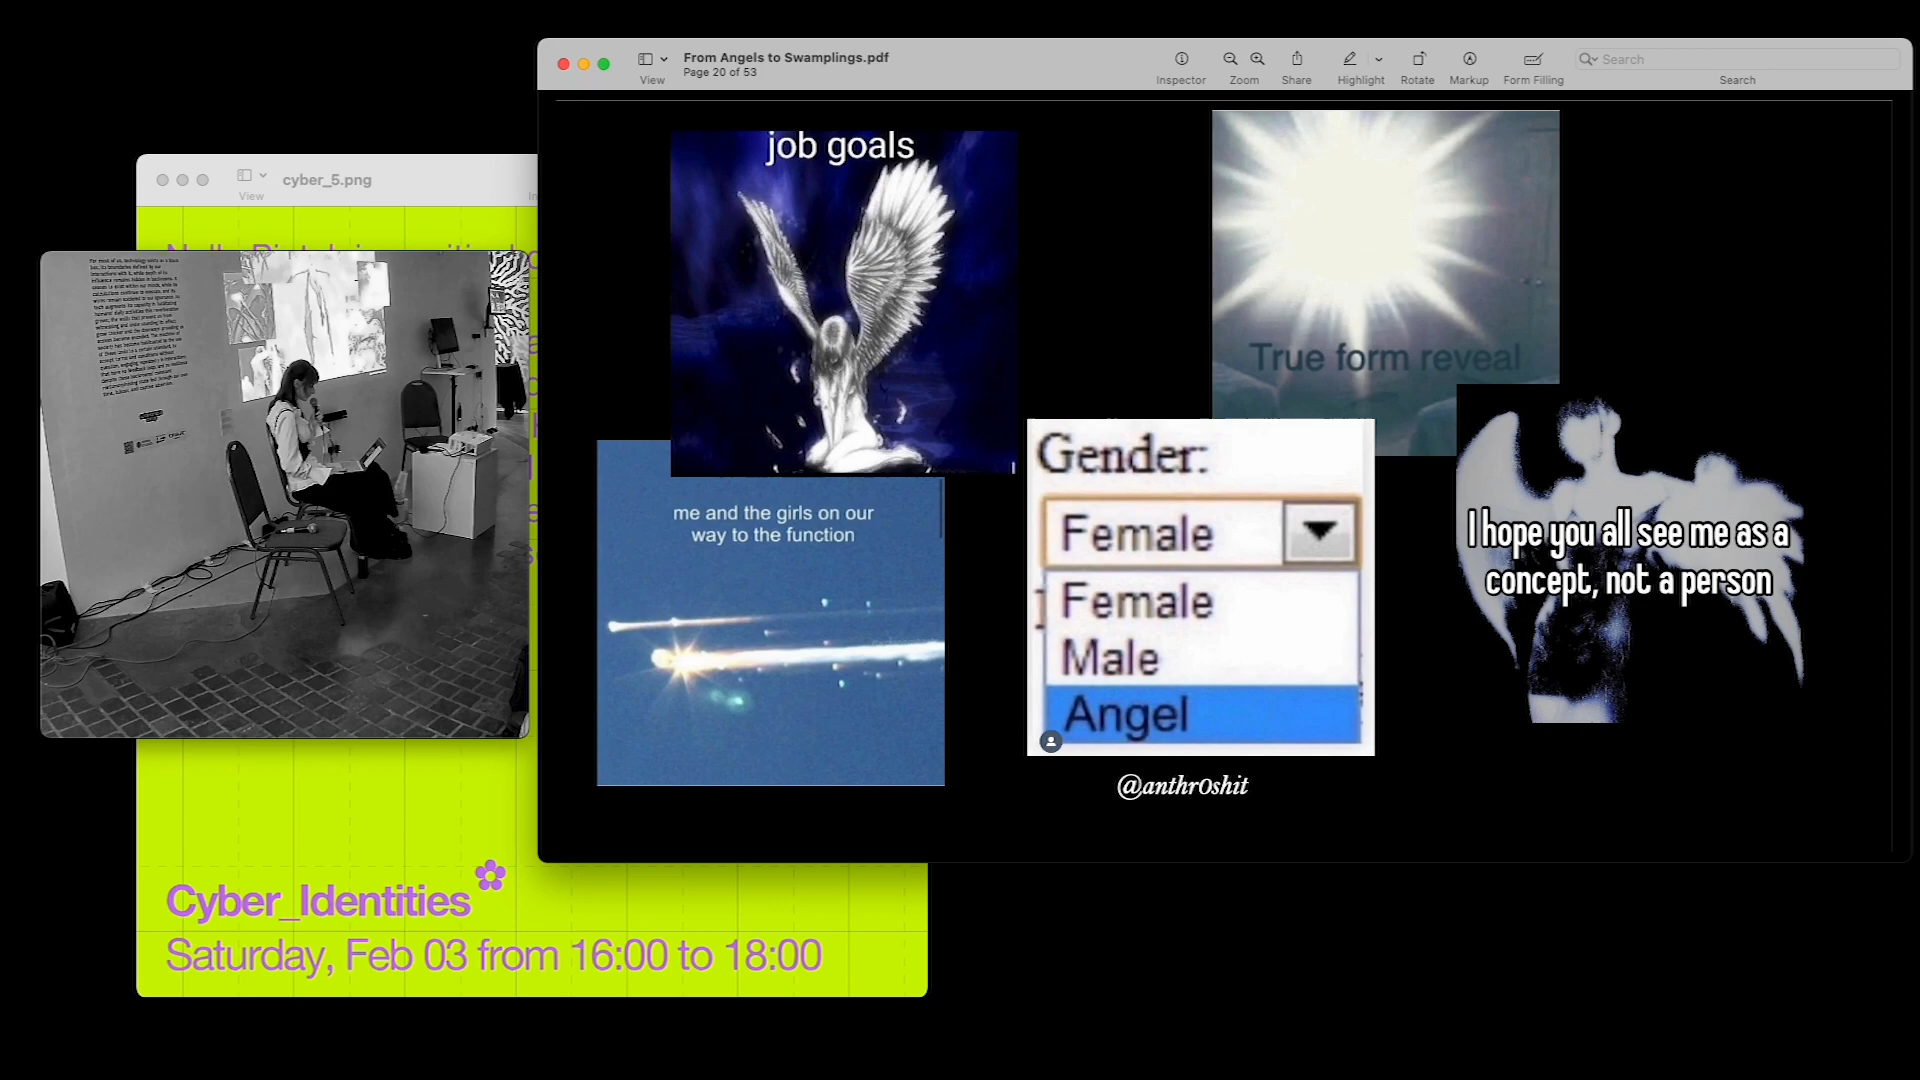 From Angels to Swamplings.pdf
Page 20 of 53
View
Inspector
Zoom
Share
Highlight
Rotate
Markup
Form Filling
Search
Search
cyber_5.png
View
job goals
True form reveal
me and the girls on our
way to the function
Gender:
Female
Female
Male
Angel
I hope you all see me as a
concept, not a person
@anthr0shit
Cyber_Identities
Saturday, Feb 03 from 16:00 to 18:00